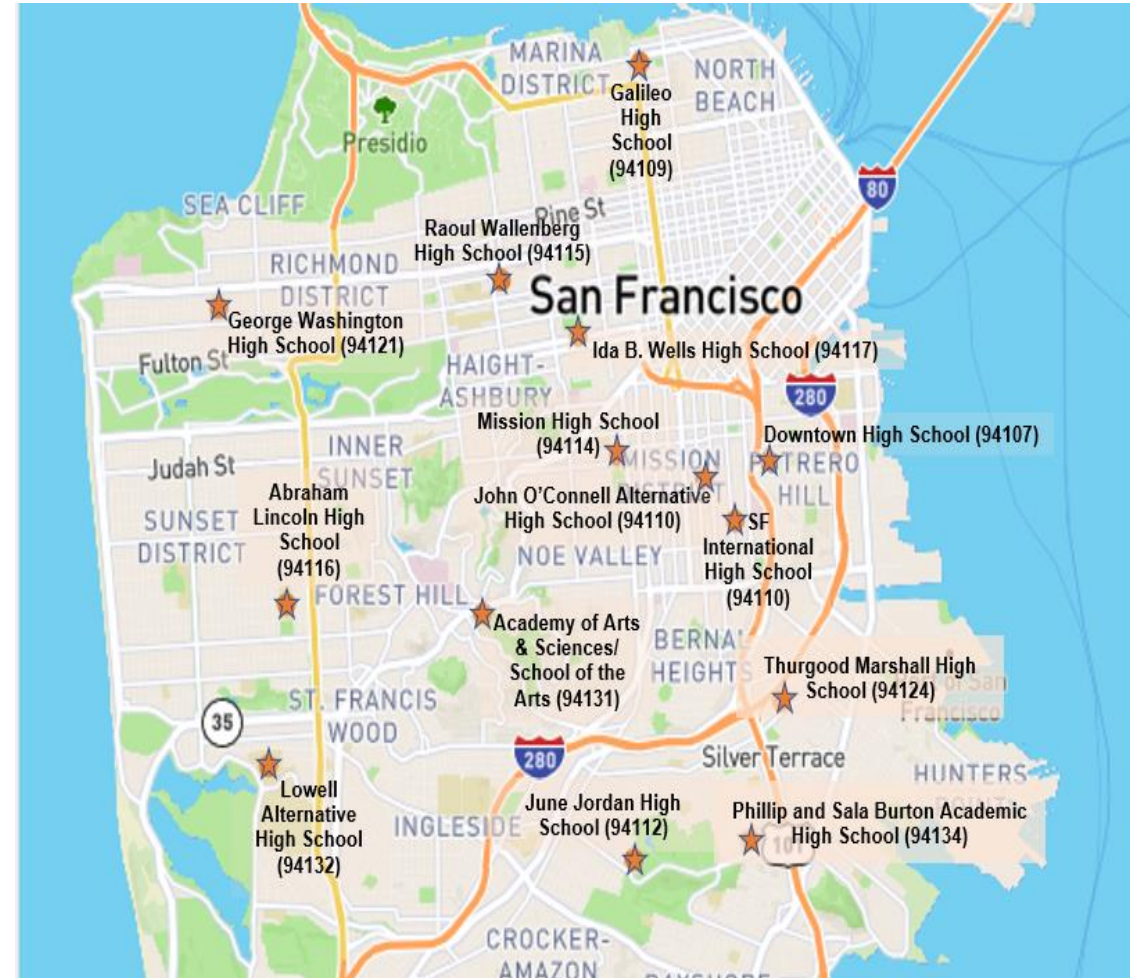 MARINA
DISTRICT
NORTH
BEACH
Galileo
High
School
(94109)
Presidio
80
SEA CLIFF
Pine St
Raoul Wallenberg
High School (94115)
RICHMOND
DISTRICT
San Francisco
George Washington
High School (94121)
Fulton St
Ida B. Wells High School (94117)
HAIGHT-
ASHBURY
280
Mission High School
(94114)
Downtown High School (94107)
INNER
SUNSET
Judah St
MISSION
POTRERO
HILL
John O'Connell Alternative
High School (94110)
Abraham
Lincoln High
School
(94116)
SUNSET
DISTRICT
SF
International
High School
(94110)
NOE VALLEY
FOREST HILL
Academy of Arts
& Sciences/
School of the
Arts (94131)
BERNAL
HEIGHTS
Thurgood Marshall High
School (94124)
Port of San
Francisco
ST. FRANCIS
WOOD
35
280
Silver Terrace
HUNTERS
Lowell
Alternative
High School
(94132)
INGLESIDE
June Jordan High
School (94112)
Phillip and Sala Burton Academic
High School (94134)
101
CROCKER-
AMAZON